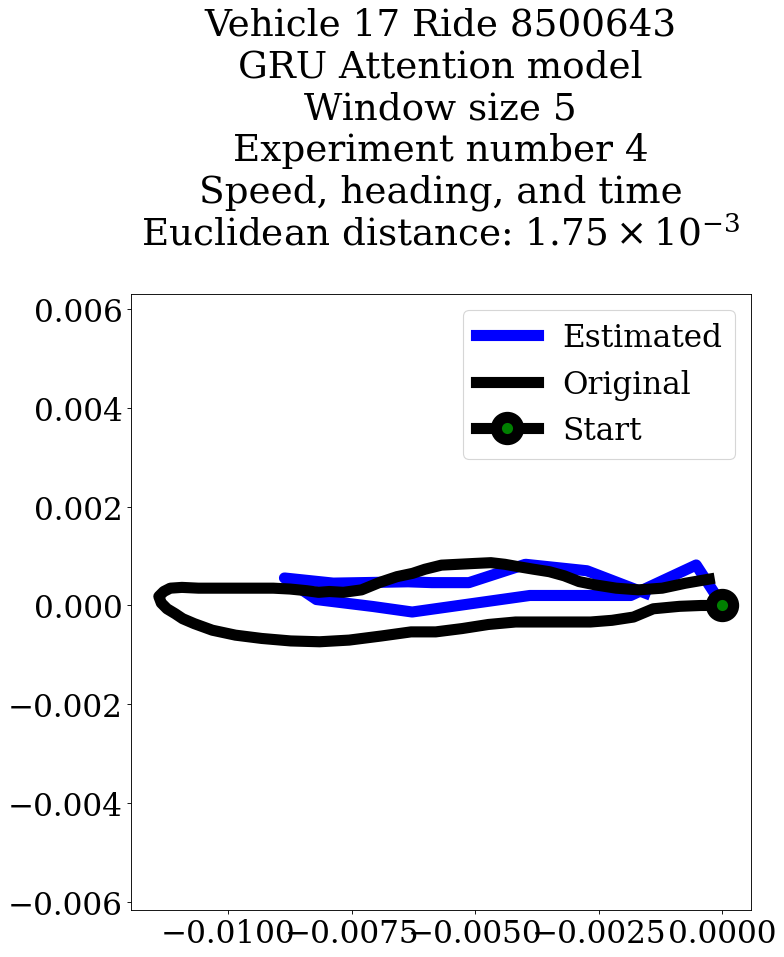 Vehicle 17 Ride 8500643
GRU Attention model
Window size 5
Experiment number 4
Speed, heading, and time
Euclidean distance: 1.75 × 10⁻³
Estimated
Original
Start
0.006
0.004
0.002
0.000
−0.002
−0.004
−0.006
−0.0100 −0.0075 −0.0050 −0.0025 0.0000